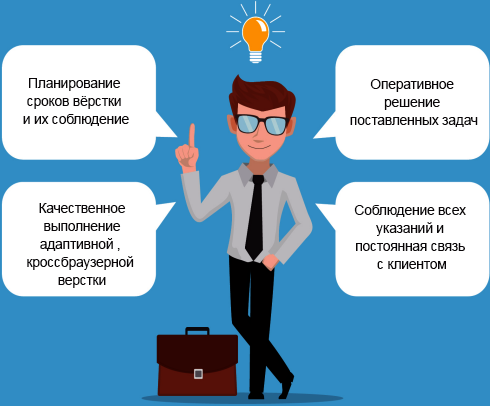 Планирование
сроков вёрстки
и их соблюдение
Оперативное
решение
поставленных задач
Качественное
выполнение
адаптивной ,
кроссбраузерной
верстки
Соблюдение всех
указаний и
постоянная связь
с клиентом